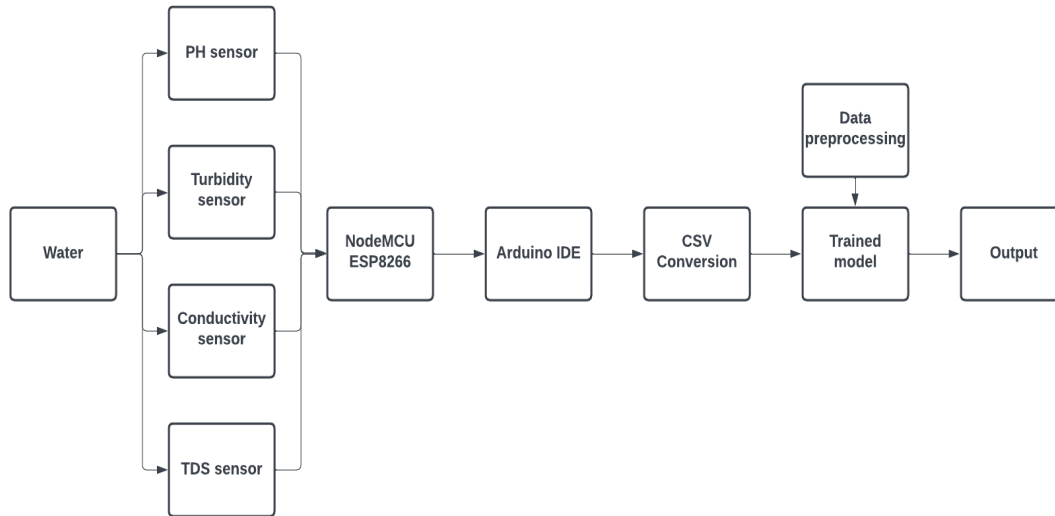 PH sensor
Turbidity
sensor
Water
Conductivity
sensor
TDS sensor
NodeMCU
ESP8266
Arduino IDE
CSV
Conversion
Data
preprocessing
Trained
model
Output